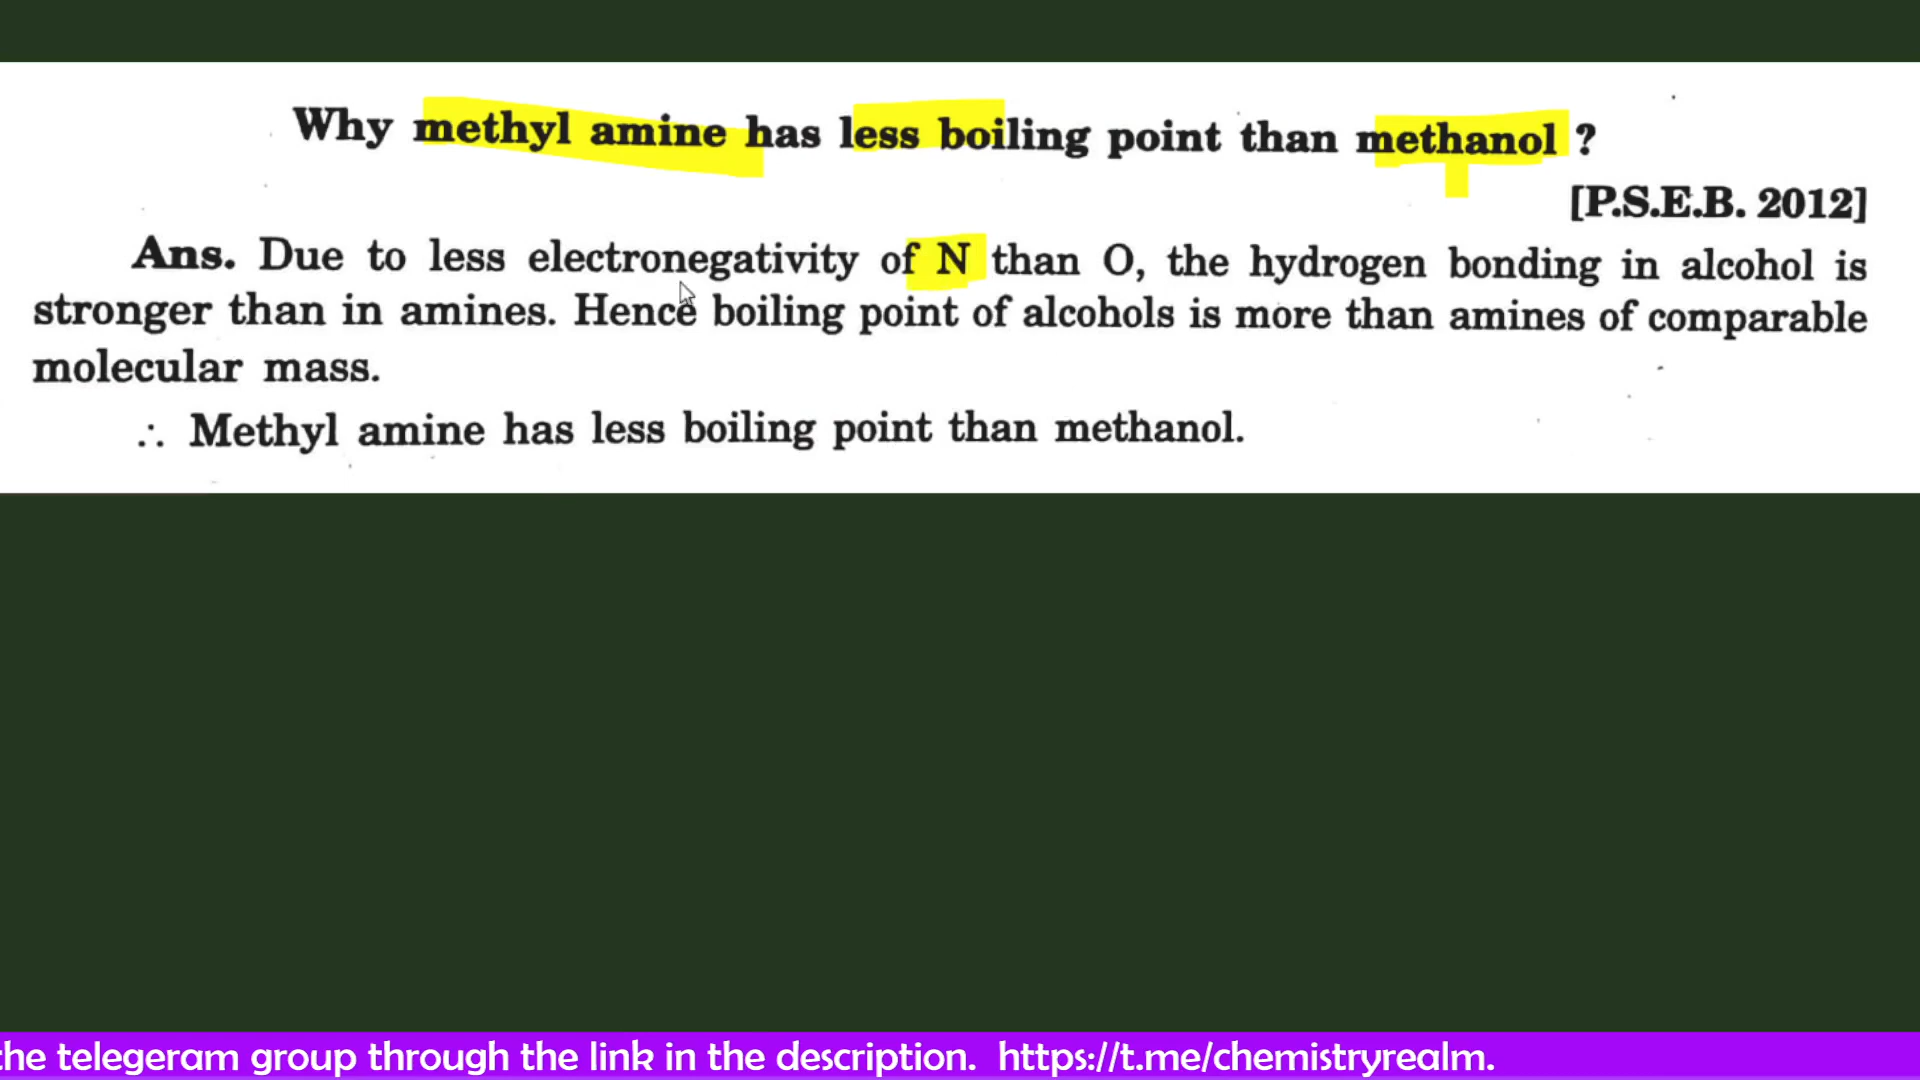 Why methyl amine has less boiling point than methanol ?
[P.S.E.B. 2012]
Ans. Due to less electronegativity of N than O, the hydrogen bonding in alcohol is
stronger than in amines. Hence boiling point of alcohols is more than amines of comparable
molecular mass.
∴ Methyl amine has less boiling point than methanol.
the telegeram group through the link in the description. https://t.me/chemistryrealm.